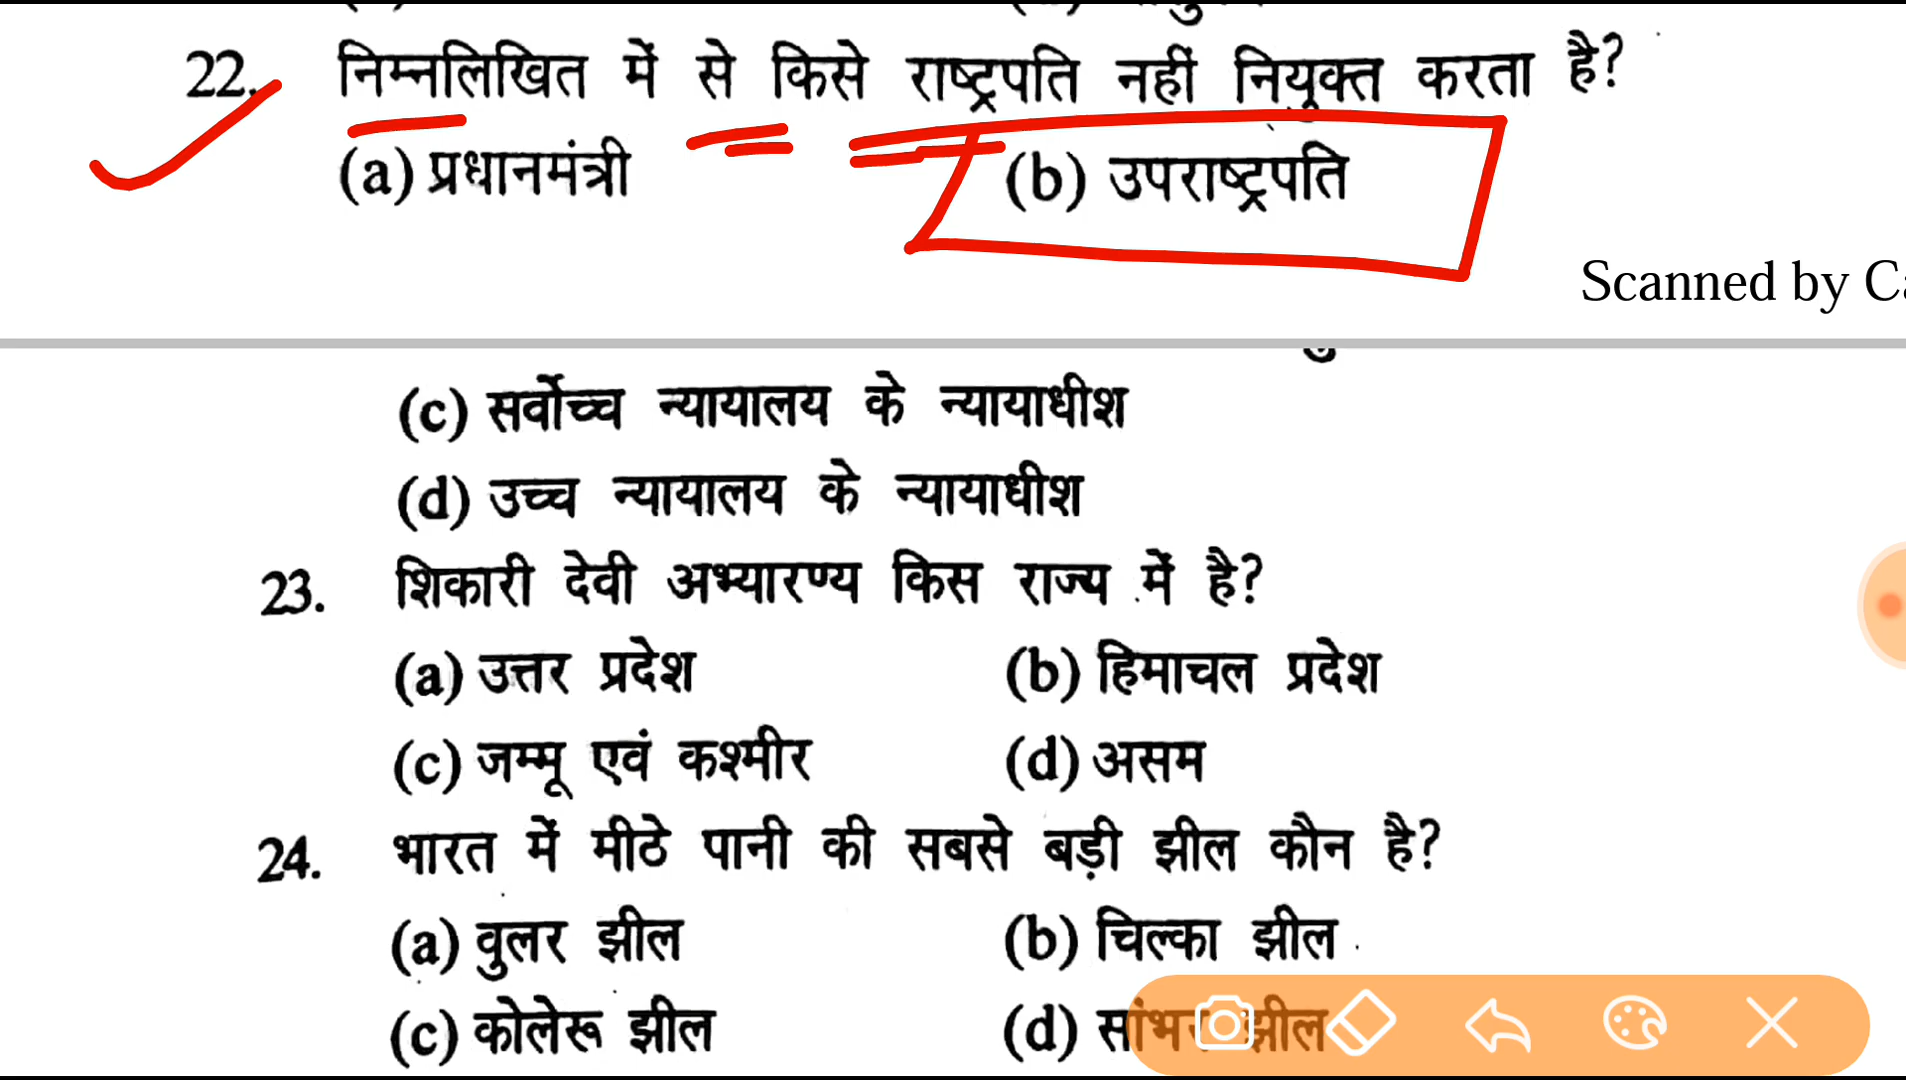 22. निम्नलिखित में से किसे राष्ट्रपति नहीं नियुक्त करता है?
(a) प्रधानमंत्री (b) उपराष्ट्रपति
Scanned by
(c) सर्वोच्च न्यायालय के न्यायाधीश
(d) उच्च न्यायालय के न्यायाधीश
23. शिकारी देवी अभ्यारण्य किस राज्य में है?
(a) उत्तर प्रदेश (b) हिमाचल प्रदेश
(c) जम्मू एवं कश्मीर (d) असम
24. भारत में मीठे पानी की सबसे बड़ी झील कौन है?
(a) वुलर झील (b) चिल्का झील
(c) कोलेरू झील (d) सांभर झील